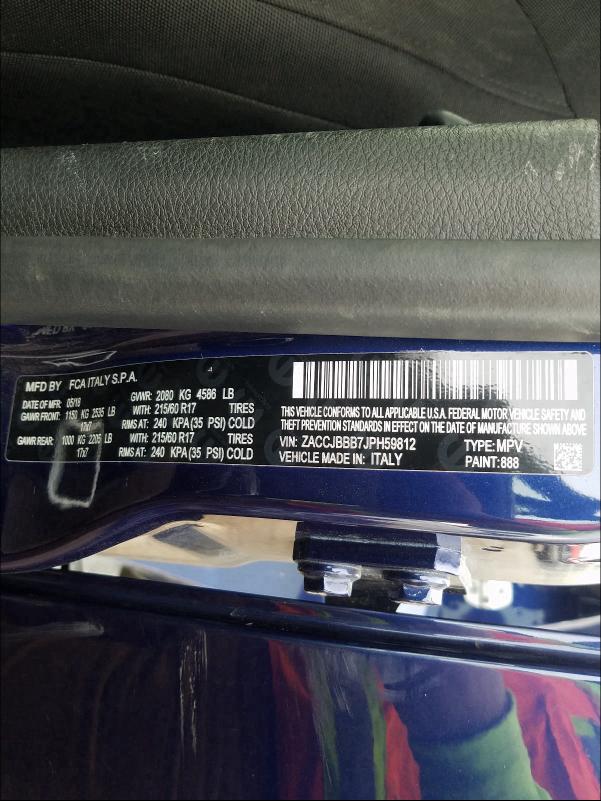 MFD BY FCA ITALY S.P.A.
DATE OF MFR 05/18 GWR: 2080 KG 4586 LB
GAWR FRONT: 1150 KG 2535 LB WITH: 215/60 R17 TIRES
17x7 RIMS AT: 240 KPA (35 PSI) COLD
GAWR REAR: 1000 KG 2205 LB WITH: 215/60 R17 TIRES
17x7 RIMS AT: 240 KPA (35 PSI) COLD
THIS VEHICLE CONFORMS TO ALL APPLICABLE U.S.A. FEDERAL MOTOR VEHICLE SAFETY AND
THEFT PREVENTION STANDARDS IN EFFECT ON THE DATE OF MANUFACTURE SHOWN ABOVE.
VIN: ZACCJBBB7JPH59812 TYPE: MPV
VEHICLE MADE IN: ITALY PAINT: 888